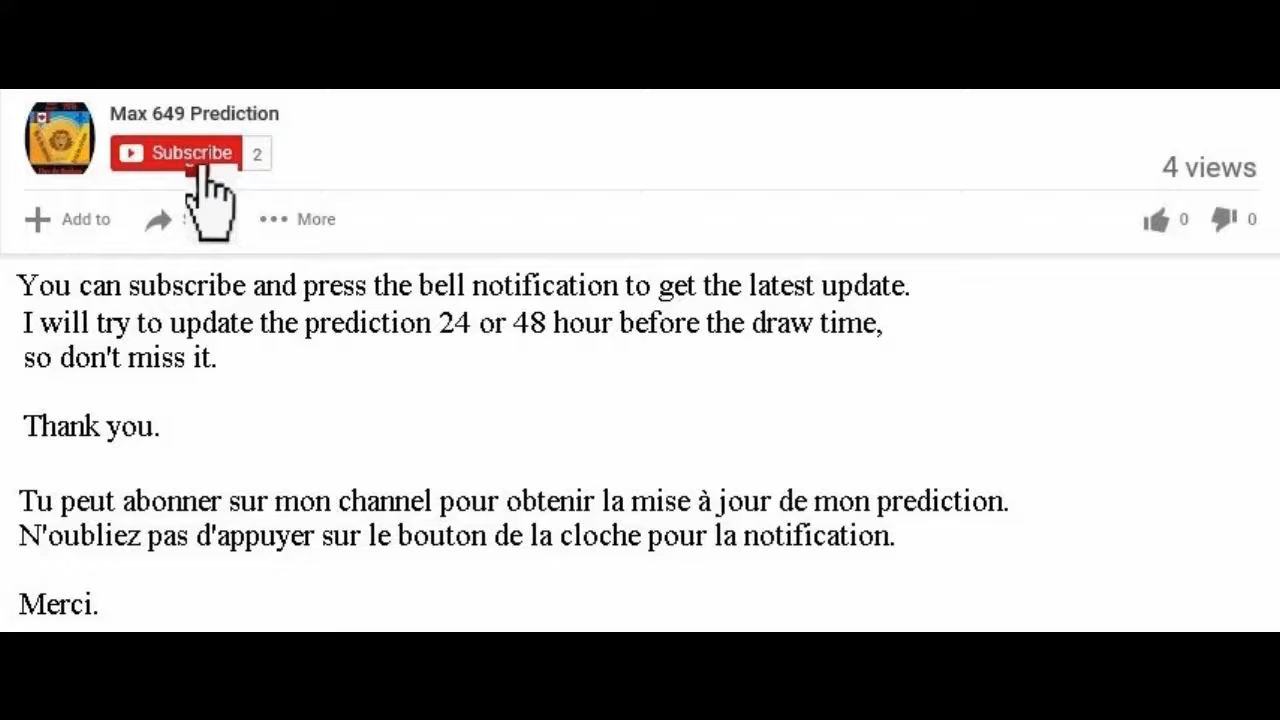 Max 649 Prediction
Subscribe 2
4 views
Add to
More
0 0
You can subscribe and press the bell notification to get the latest update.
I will try to update the prediction 24 or 48 hour before the draw time,
so don't miss it.
Thank you.
Tu peut abonner sur mon channel pour obtenir la mise à jour de mon prediction.
N'oubliez pas d'appuyer sur le bouton de la cloche pour la notification.
Merci.